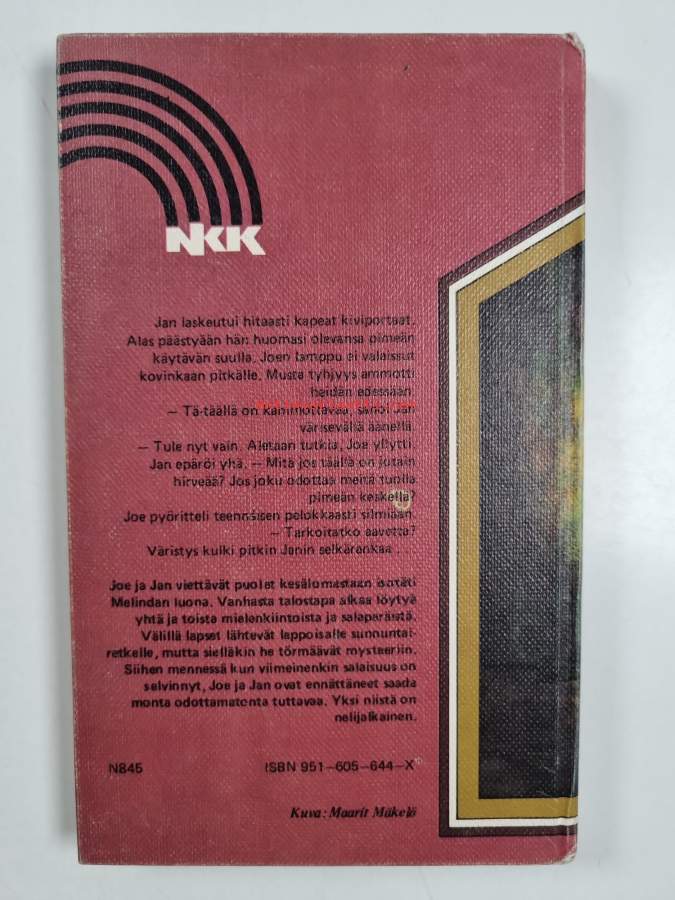 NKK
Jan laskeutui hitaasti kapeat kiviportaat.
Alas päästyään hän huomasi olevansa pimeän
käytävän suulla. Joen lamppu ei valaissut
kovinkaan pitkälle. Musta tyhjyys ammotti
heidän edessään.
— Tä-täällä on kammottavaa, sanoi Jan
värisevällä äänellä.
— Tule nyt vain. Aletaan tutkia, Joe yllytti.
Jan epäröi yhä. — Mitä jos täällä on jotain
hirveää? Jos joku odottaa meitä tuolla
pimeän keskellä?
Joe pyöritteli teennäisen pelokkaasti silmiään.
— Tarkoitatko aavetta?
Väristys kulki pitkin Janin selkärankaa . . .
Joe ja Jan viettävät puolet kesälomastaan isotäti
Melindan luona. Vanhasta talostapa alkaa löytyä
yhtä ja toista mielenkiintoista ja salaperäistä.
Välillä lapset lähtevät leppoisalle sunnuntai-
retkelle, mutta sielläkin he törmäävät mysteeriin.
Siihen mennessä kun viimeinenkin salaisuus on
selvinnyt, Joe ja Jan ovat ennättäneet saada
monta odottamatonta tuttavaa. Yksi niistä on
nelijalkainen.
N845 ISBN 951—605—644—X
Kuva: Maarit Mäkelä